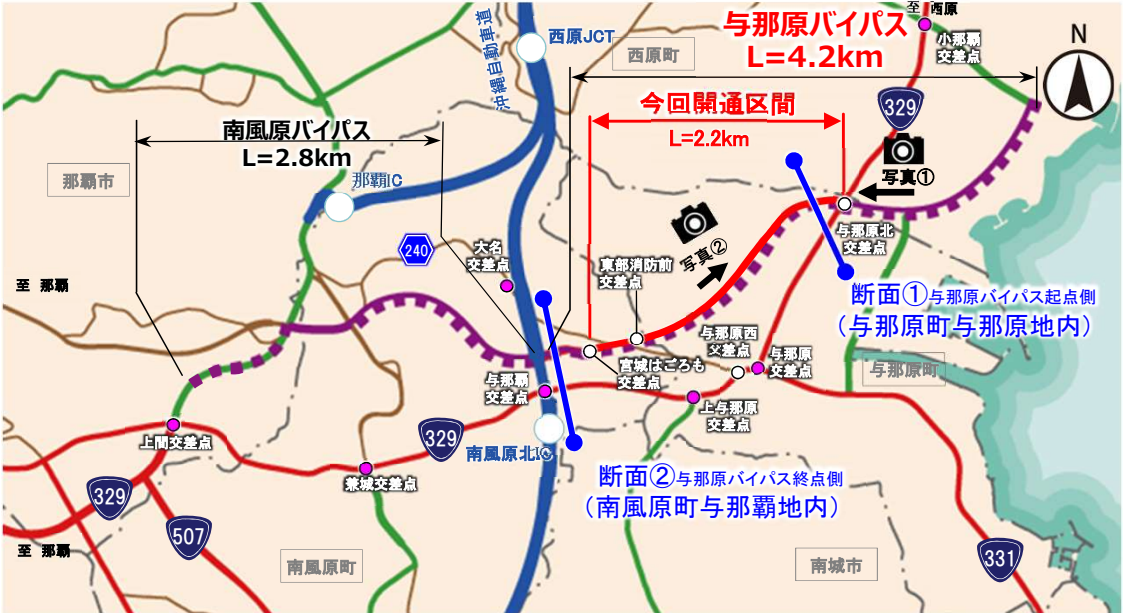 至 西原
与那原バイパス
L=4.2km
N
西原JCT
西原町
小那覇
交差点
沖縄自動車道
329
今回開通区間
L=2.2km
南風原バイパス
L=2.8km
写真①
那覇市
那覇IC
与那原北
交差点
240
大名
交差点
写真②
東部消防前
交差点
至 那覇
断面①与那原バイパス起点側
(与那原町与那原地内)
与那原西
交差点
与那原
交差点
宮城はごろも
交差点
与那原町
与那覇
交差点
上与那原
交差点
上間交差点
329
南風原北IC
断面②与那原バイパス終点側
(南風原町与那覇地内)
兼城交差点
329
507
至 那覇
南風原町
南城市
331